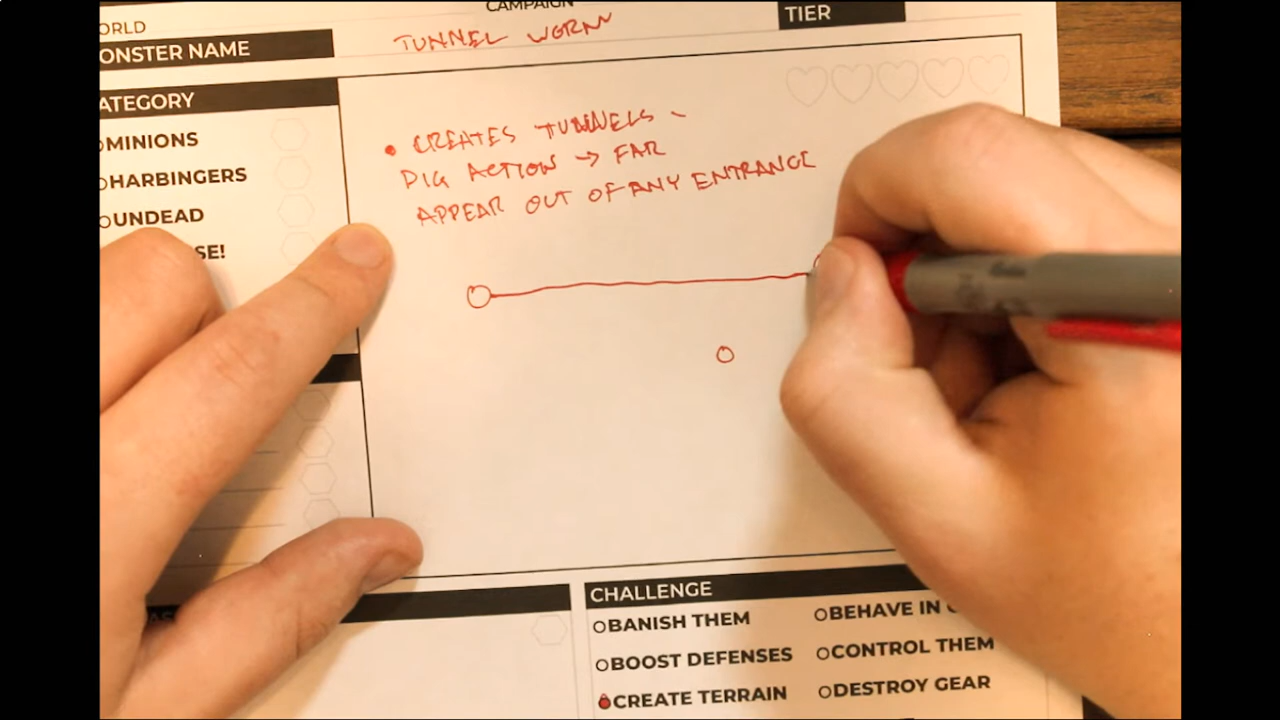 ORLD
CAMPAIGN
TIER
ONSTER NAME
TUNNEL WORM
ATEGORY
MINIONS
HARBINGERS
UNDEAD
SE!
• CREATES TUNNELS -
DIG ACTION → FAR
APPEAR OUT OF ANY ENTRANCE
CHALLENGE
BANISH THEM
BEHAVE IN
BOOST DEFENSES
CONTROL THEM
CREATE TERRAIN
DESTROY GEAR